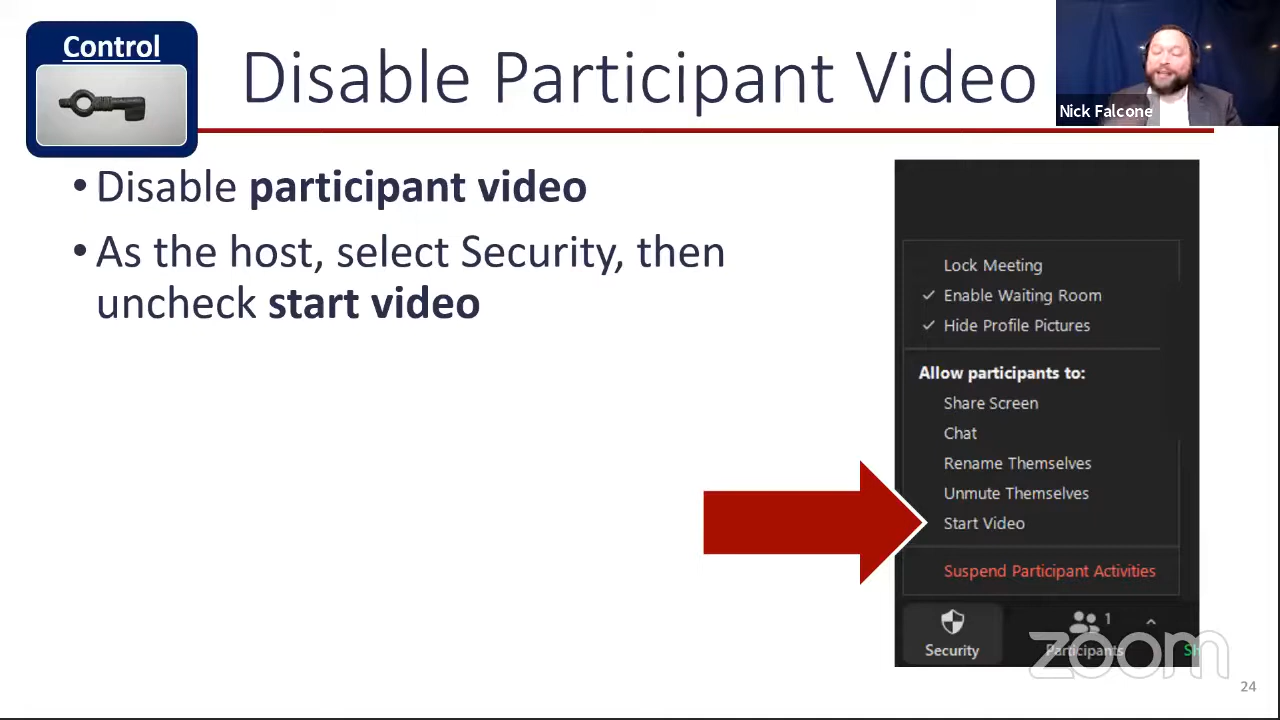 Control
Disable Participant Video
Nick Falcone
• Disable participant video
• As the host, select Security, then
uncheck start video
Lock Meeting
✓ Enable Waiting Room
✓ Hide Profile Pictures
Allow participants to:
Share Screen
Chat
Rename Themselves
Unmute Themselves
Start Video
Suspend Participant Activities
1
Security
Participants
Sh
zoom
24